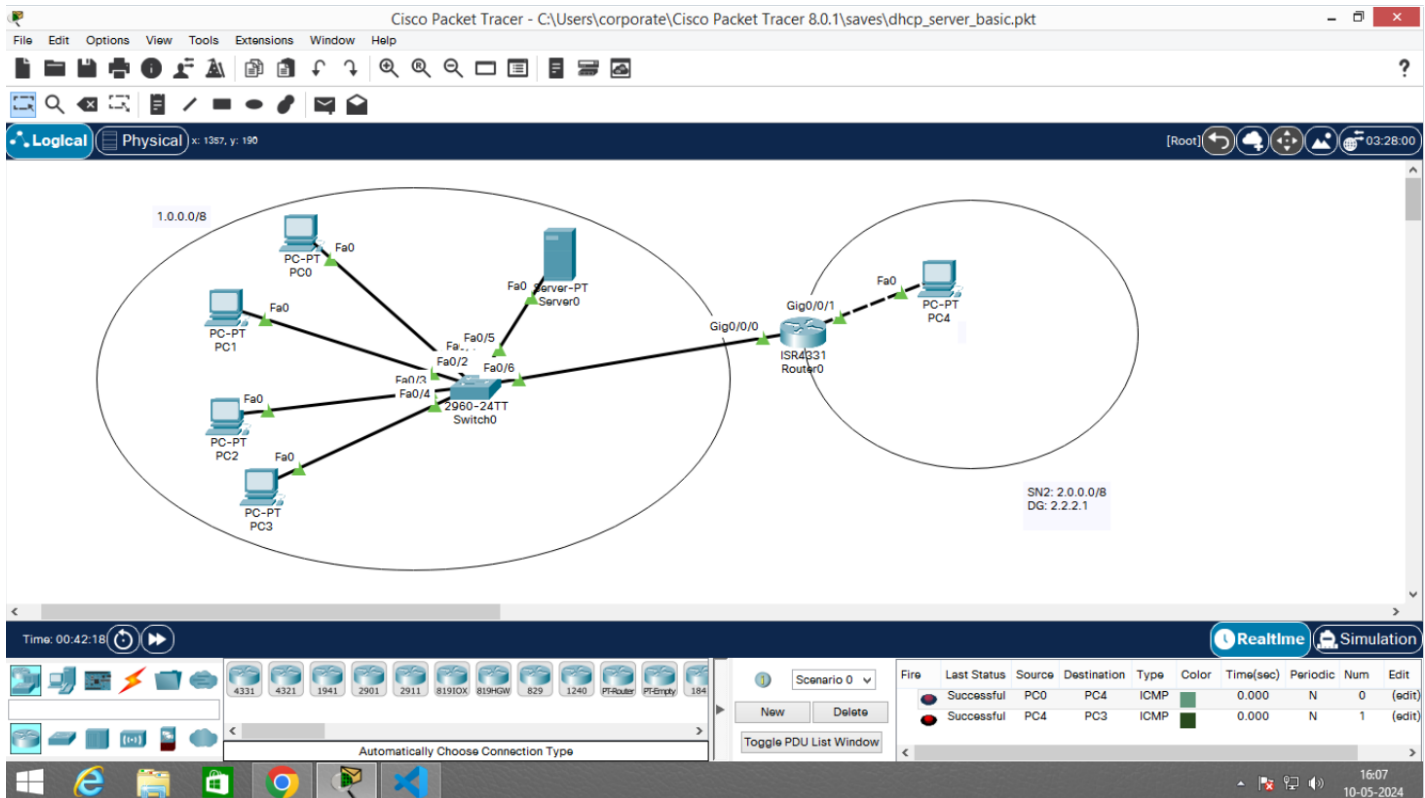 Cisco Packet Tracer - C:\Users\corporate\Cisco Packet Tracer 8.0.1\saves\dhcp_server_basic.pkt
File Edit Options View Tools Extensions Window Help
?
Logical Physical x: 1357, y: 190 [Root] 03:28:00
1.0.0.0/8
Fa0
PC-PT
PC0
Fa0
Server-PT
Server0
Fa0
PC-PT
PC4
Fa0
PC-PT
PC1
Gig0/0/1
Gig0/0/0
ISR4331
Router0
Fa0/5
Fa0/2
Fa0/6
Fa0/3
Fa0/4
2960-24TT
Switch0
Fa0
PC-PT
PC2
Fa0
PC-PT
PC3
SN2: 2.0.0.0/8
DG: 2.2.2.1
Time: 00:42:18 Realtime Simulation
4331 4321 1941 2901 2911 819IOX 819HGW 829 1240 PT-Router PT-Empty 184
Automatically Choose Connection Type
Scenario 0
New Delete
Toggle PDU List Window
Fire Last Status Source Destination Type Color Time(sec) Periodic Num Edit
Successful PC0 PC4 ICMP 0.000 N 0 (edit)
Successful PC4 PC3 ICMP 0.000 N 1 (edit)
16:07
10-05-2024